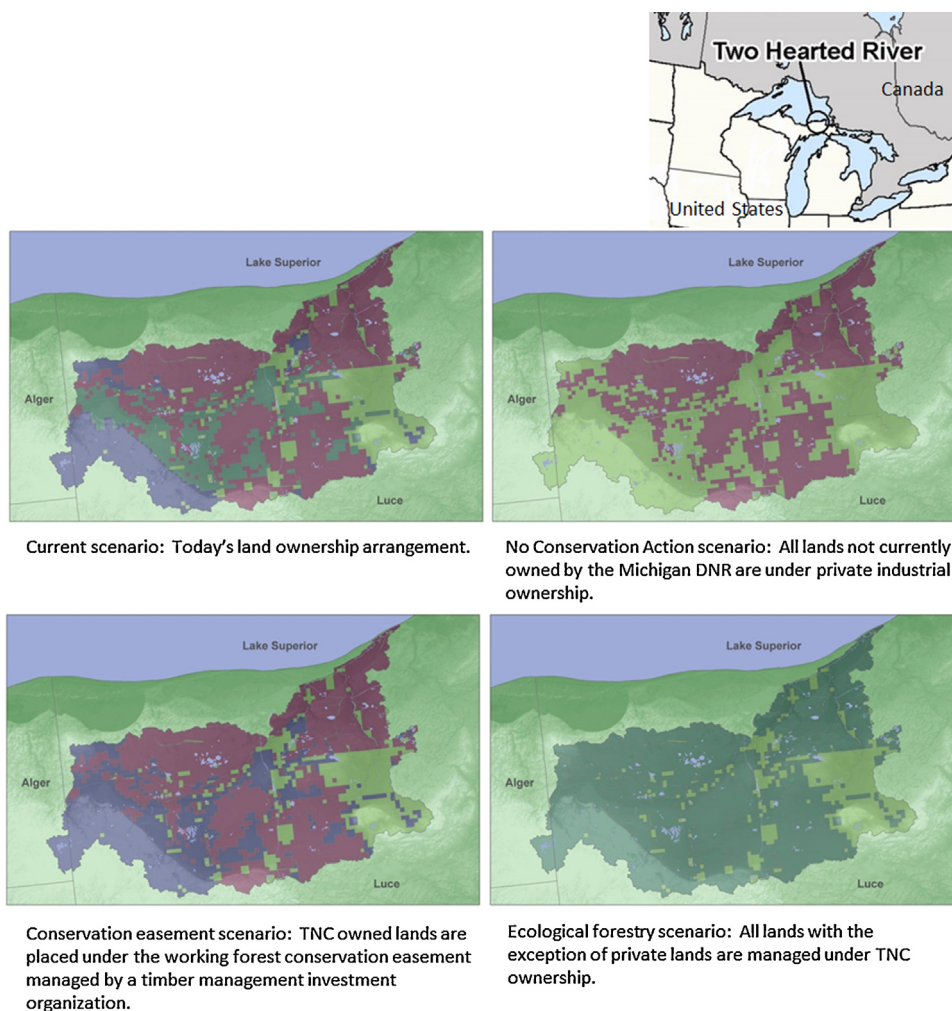 Two Hearted River
Canada
United States
Lake Superior
Alger
Luce
Lake Superior
Alger
Luce
Current scenario: Today's land ownership arrangement.
No Conservation Action scenario: All lands not currently
owned by the Michigan DNR are under private industrial
ownership.
Lake Superior
Alger
Luce
Lake Superior
Alger
Luce
Conservation easement scenario: TNC owned lands are
placed under the working forest conservation easement
managed by a timber management investment
organization.
Ecological forestry scenario: All lands with the
exception of private lands are managed under TNC
ownership.